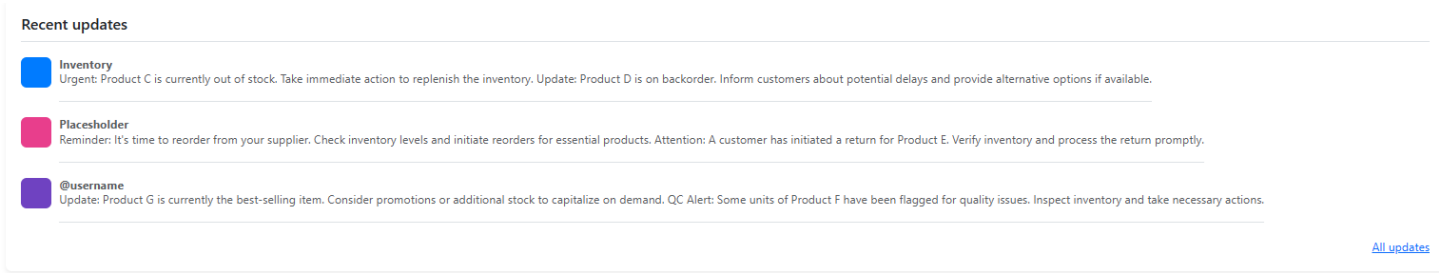 Recent updates
Inventory
Urgent: Product C is currently out of stock. Take immediate action to replenish the inventory. Update: Product D is on backorder. Inform customers about potential delays and provide alternative options if available.
Placesholder
Reminder: It's time to reorder from your supplier. Check inventory levels and initiate reorders for essential products. Attention: A customer has initiated a return for Product E. Verify inventory and process the return promptly.
@username
Update: Product G is currently the best-selling item. Consider promotions or additional stock to capitalize on demand. QC Alert: Some units of Product F have been flagged for quality issues. Inspect inventory and take necessary actions.
All updates